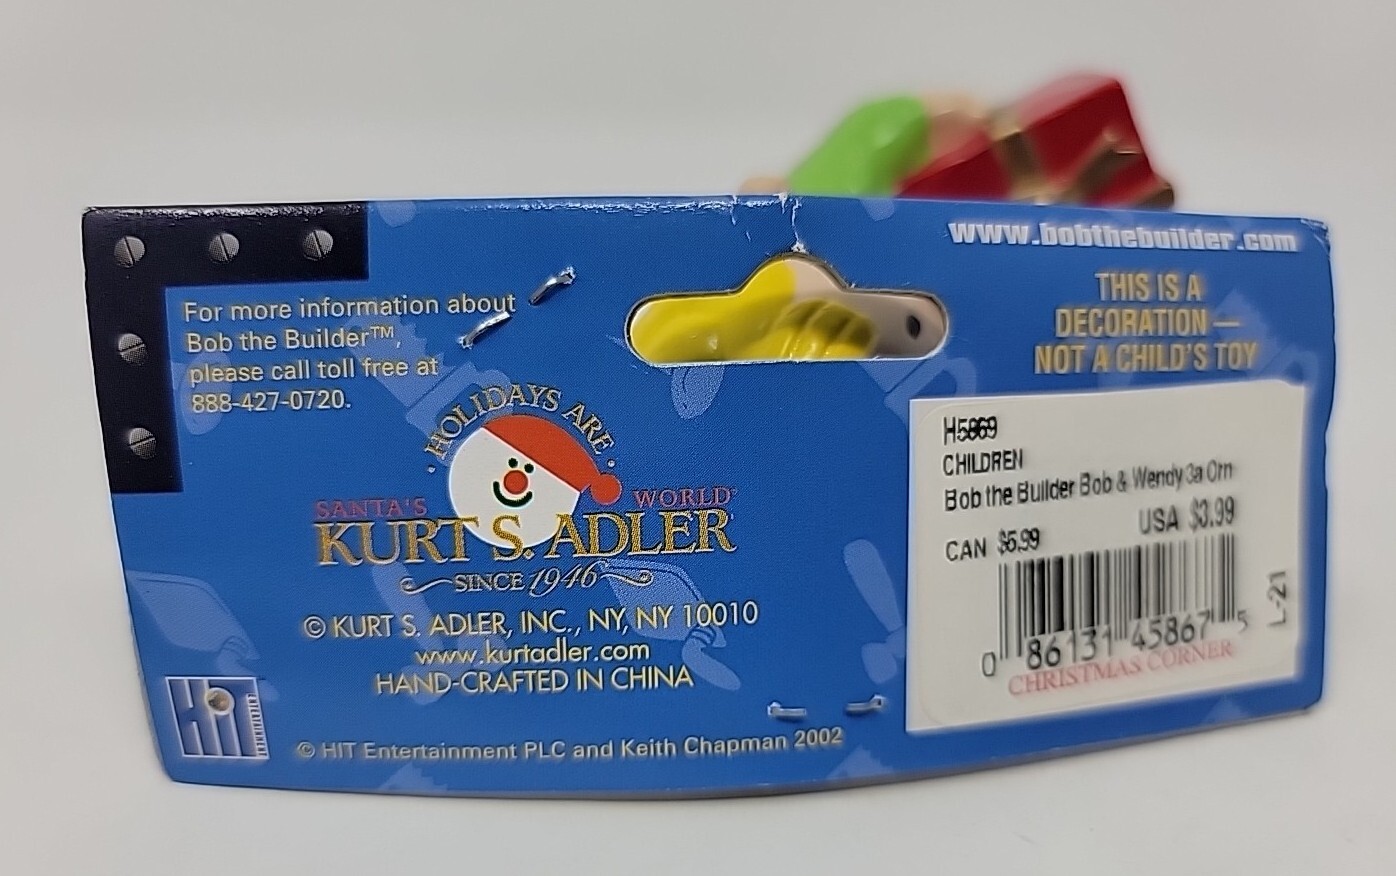 For more information about
Bob the Builder™,
please call toll free at
888-427-0720.
www.bobthebuilder.com
THIS IS A
DECORATION —
NOT A CHILD'S TOY
· HOLIDAYS ARE ·
SANTA'S WORLD®
KURT S. ADLER
SINCE 1946
© KURT S. ADLER, INC., NY, NY 10010
www.kurtadler.com
HAND-CRAFTED IN CHINA
HiT
© HIT Entertainment PLC and Keith Chapman 2002
H5869
CHILDREN
Bob the Builder Bob & Wendy 3a Orn
CAN $5.99 USA $3.99
0 86131 45867 5
L-21
CHRISTMAS CORNER